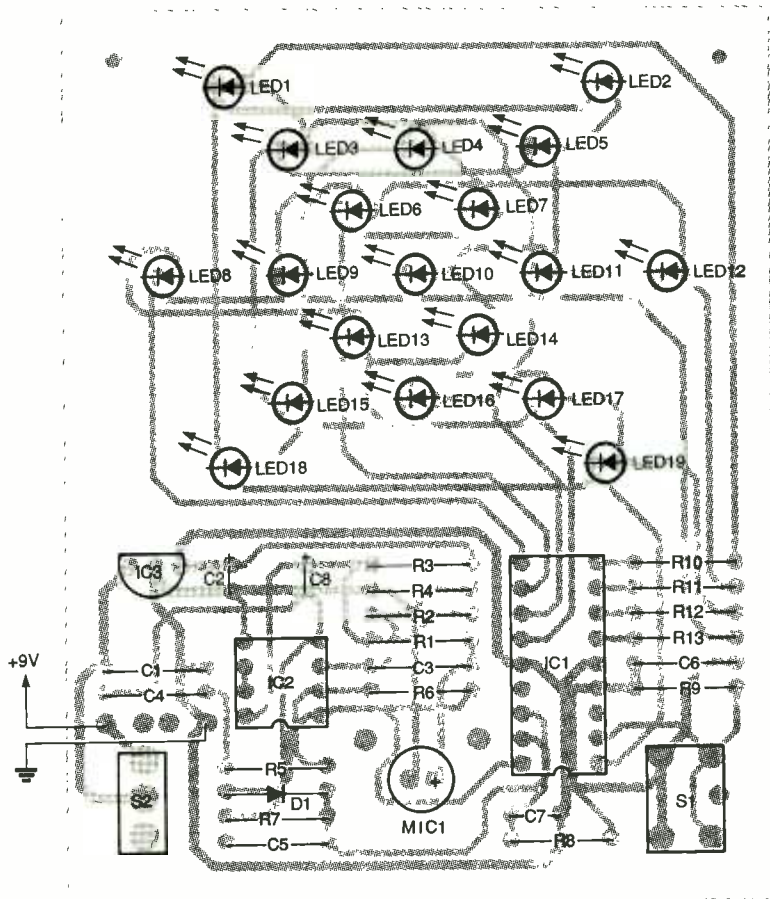 LED1
LED2
LED3
LED4
LED5
LED6
LED7
LED8
LED9
LED10
LED11
LED12
LED13
LED14
LED15
LED16
LED17
LED18
LED19
IC3
C2
C8
R3
R4
R2
R1
C3
R6
IC1
R10
R11
R12
R13
C6
R9
+9V
C1
C4
IC2
S2
R5
D1
R7
C5
+
MIC1
C7
R8
S1